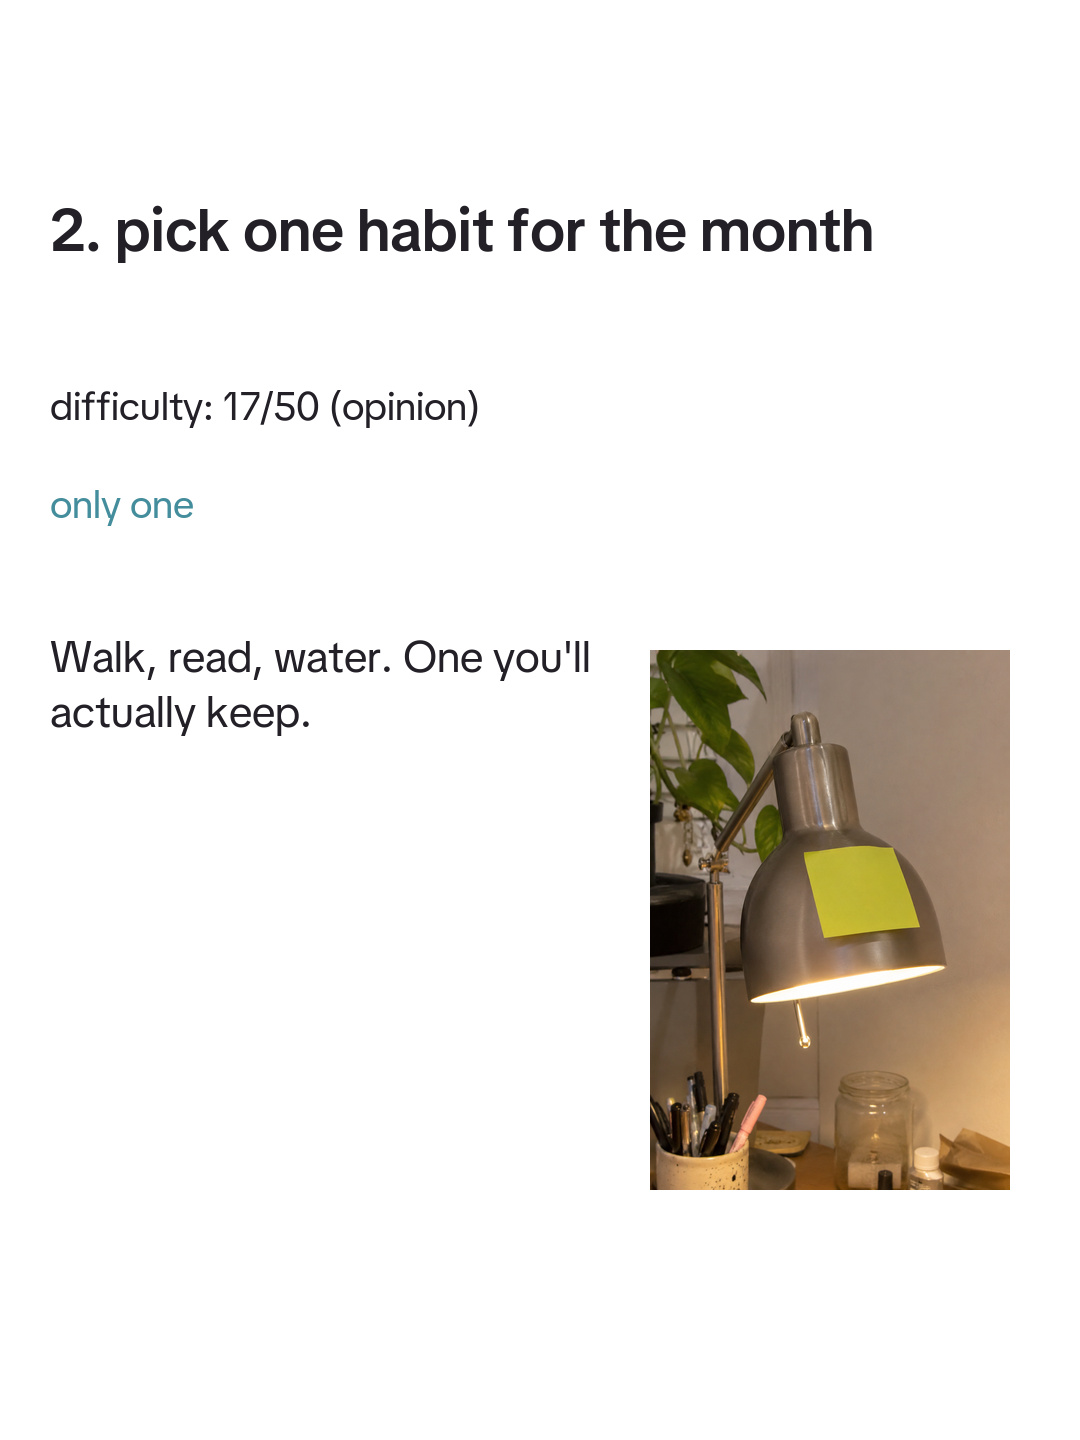 2. pick one habit for the month
difficulty: 17/50 (opinion)
only one
Walk, read, water. One you'll
actually keep.